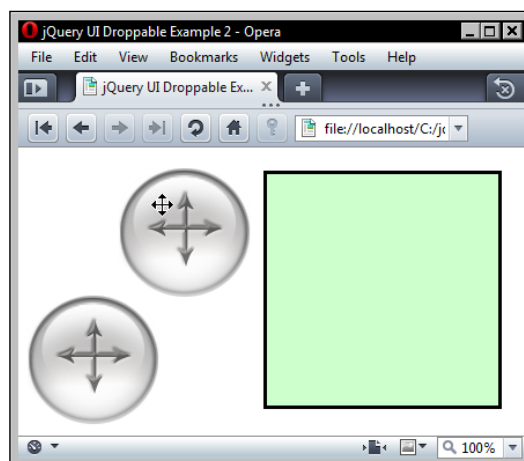 jQuery UI Droppable Example 2 - Opera
File Edit View Bookmarks Widgets Tools Help
jQuery UI Droppable Ex...
file://localhost/C:/jq
100%